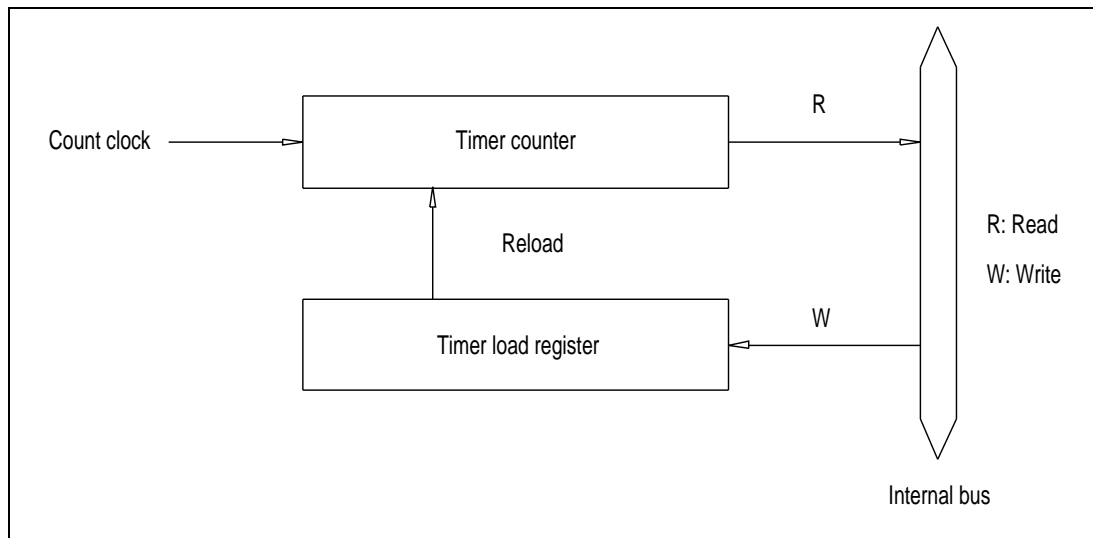 R
Count clock
Timer counter
R: Read
Reload
W: Write
W
Timer load register
Internal bus